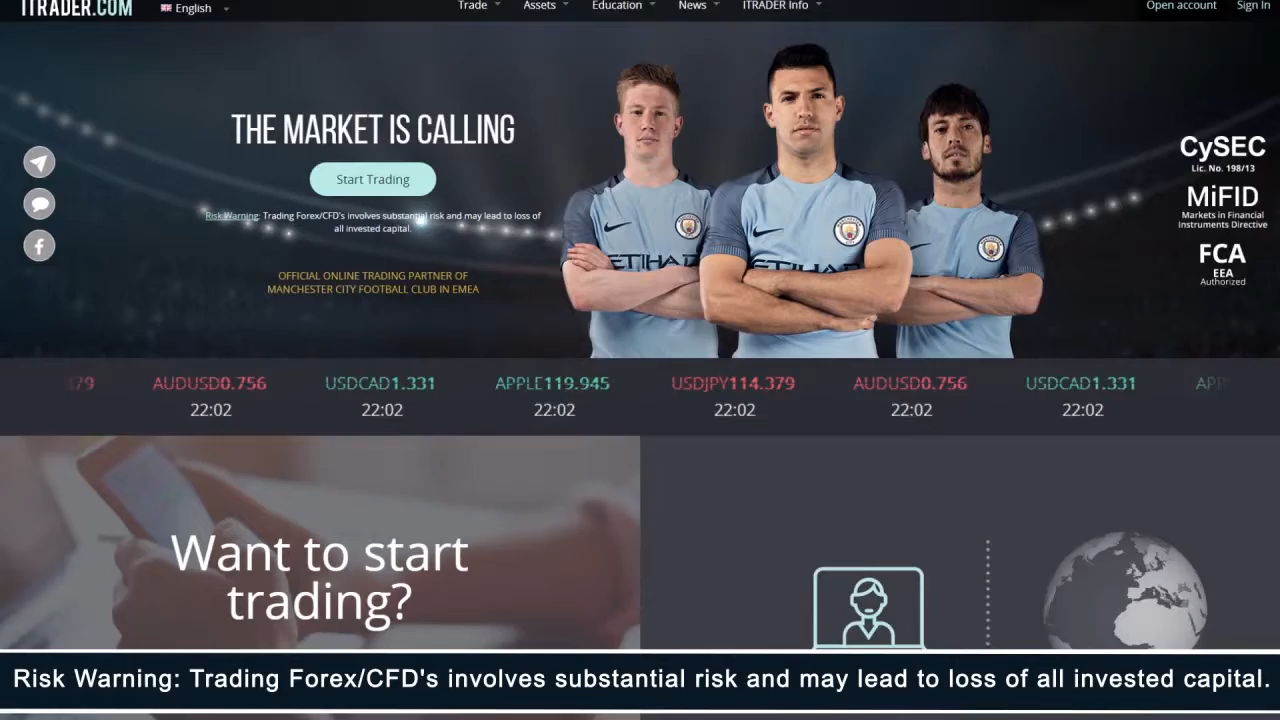 ITRADER.COM
English
Trade
Assets
Education
News
ITRADER Info
Open account
Sign In
THE MARKET IS CALLING
Start Trading
Risk Warning: Trading Forex/CFD's involves substantial risk and may lead to loss of
all invested capital.
OFFICIAL ONLINE TRADING PARTNER OF
MANCHESTER CITY FOOTBALL CLUB IN EMEA
CySEC
Lic. No. 198/13
MiFID
Markets in Financial
Instruments Directive
FCA
EEA
Authorized
ETIHAD
ETIHAD
379
AUDUSD0.756
USDCAD1.331
APPLE119.945
USDJPY114.379
AUDUSD0.756
USDCAD1.331
22:02
22:02
22:02
22:02
22:02
22:02
Want to start
trading?
Risk Warning: Trading Forex/CFD's involves substantial risk and may lead to loss of all invested capital.